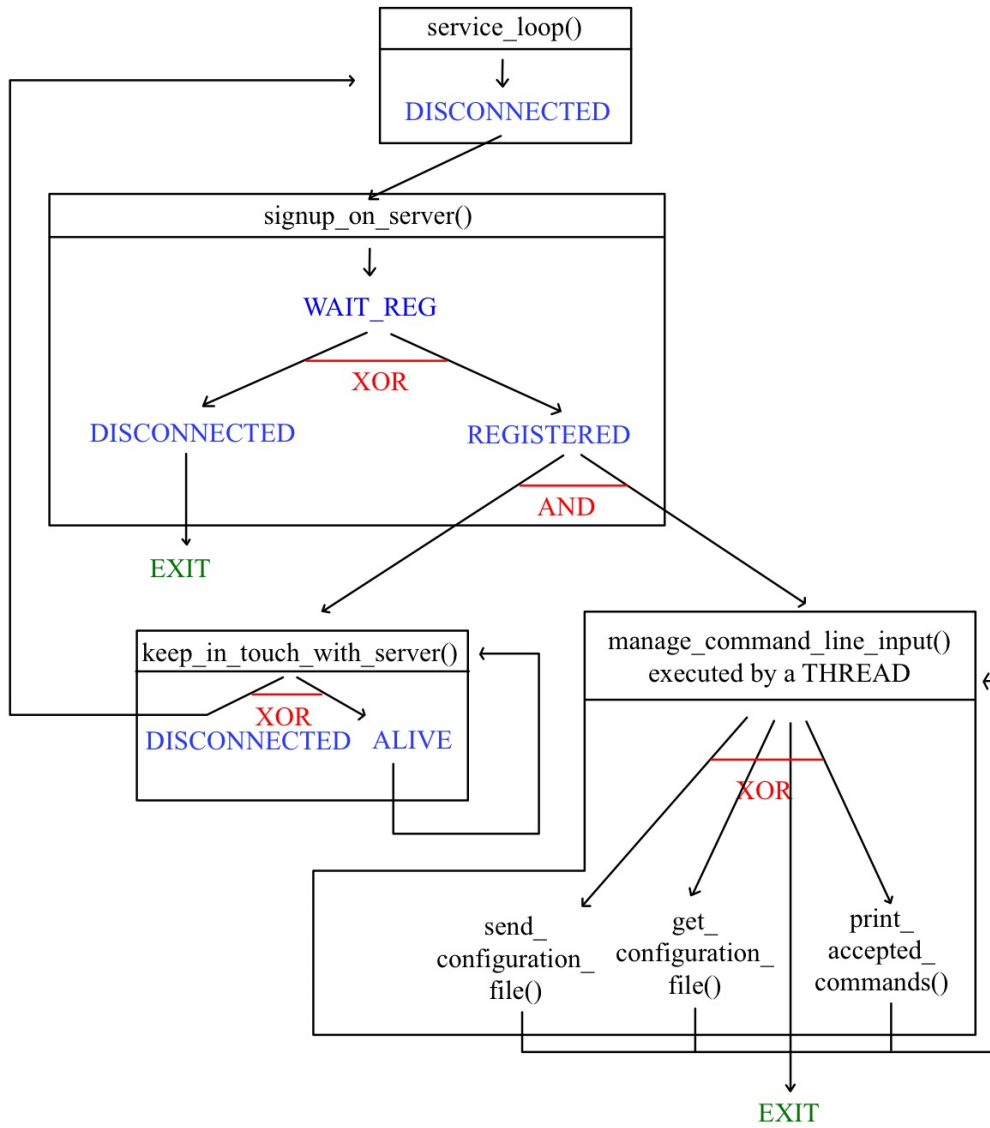 service_loop()
DISCONNECTED
signup_on_server()
WAIT_REG
XOR
DISCONNECTED
REGISTERED
AND
EXIT
keep_in_touch_with_server()
XOR
DISCONNECTED
ALIVE
manage_command_line_input()
executed by a THREAD
XOR
send_
configuration_
file()
get_
configuration_
file()
print_
accepted_
commands()
EXIT